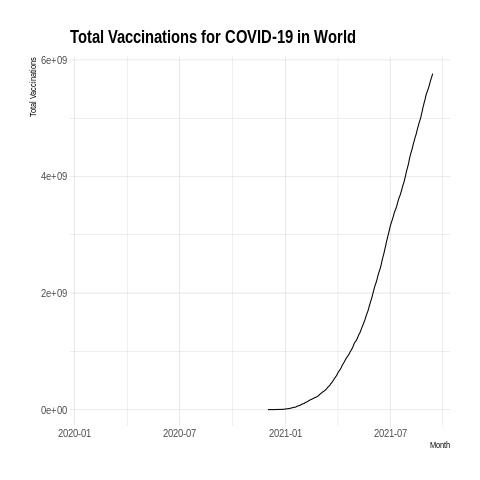 Total Vaccinations for COVID-19 in World
Total Vaccinations
6e+09
4e+09
2e+09
0e+00
2020-01 2020-07 2021-01 2021-07
Month